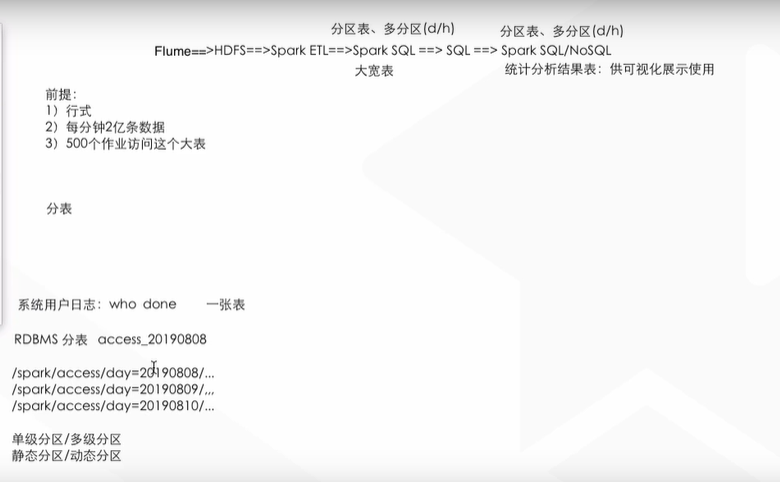 分区表、多分区(d/h) 分区表、多分区(d/h)
Flume==>HDFS==>Spark ETL==>Spark SQL ==> SQL ==> Spark SQL/NoSQL
大宽表 统计分析结果表：供可视化展示使用
前提：
1）行式
2）每分钟2亿条数据
3）500个作业访问这个大表
分表
系统用户日志：who done 一张表
RDBMS 分表 access_20190808
/spark/access/day=20190808/...
/spark/access/day=20190809/,,,
/spark/access/day=20190810/...
单级分区/多级分区
静态分区/动态分区